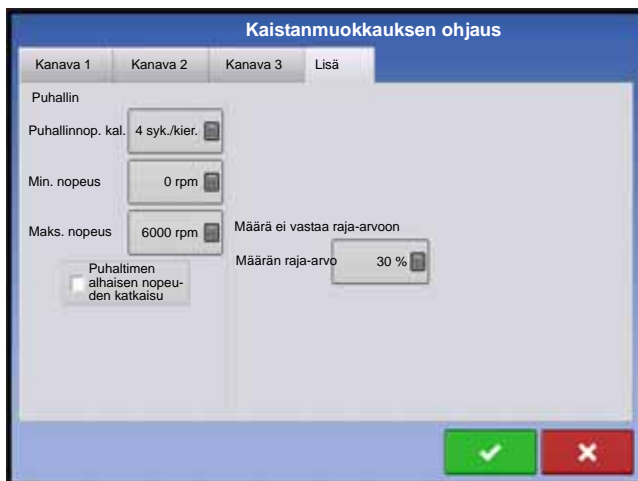 Kaistanmuokkauksen ohjaus
Kanava 1
Kanava 2
Kanava 3
Lisä
Puhallin
Puhallinnop. kal.
4 syk./kier.
Min. nopeus
0 rpm
Maks. nopeus
6000 rpm
Puhaltimen
alhaisen nopeu-
den katkaisu
Määrä ei vastaa raja-arvoon
Määrän raja-arvo
30 %